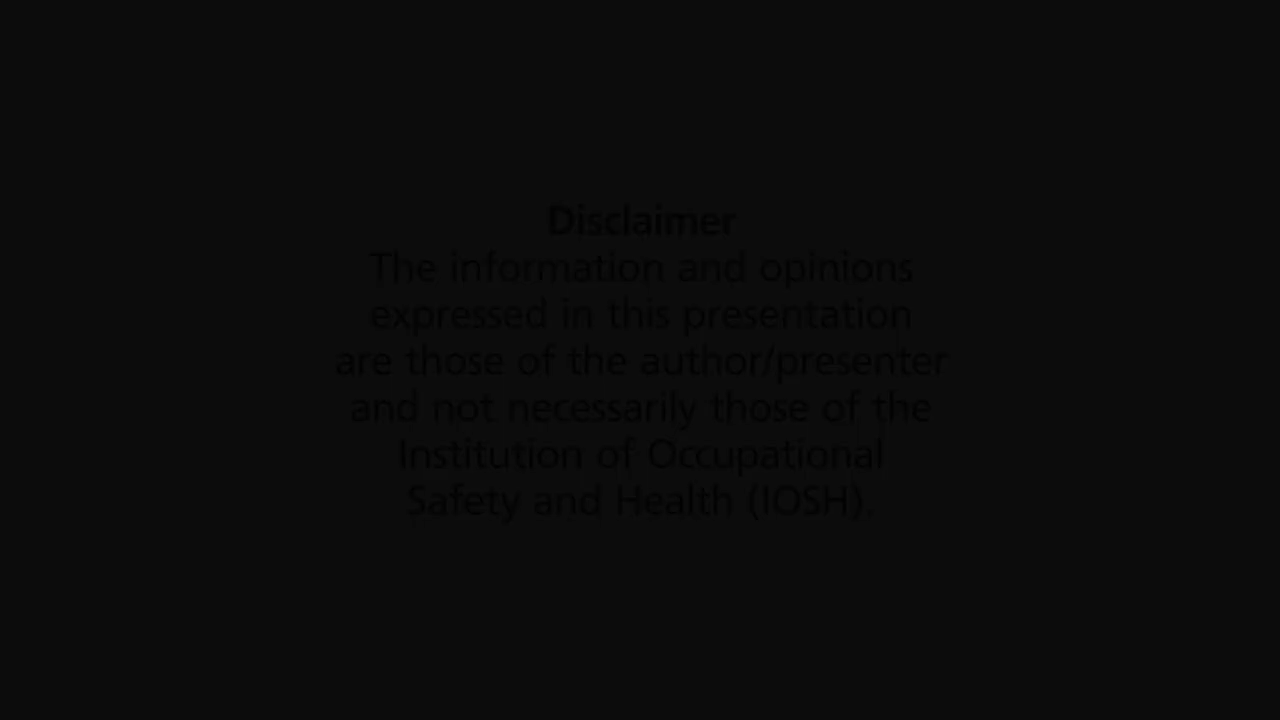 Disclaimer
The information and opinions
expressed in this presentation
are those of the author/presenter
and not necessarily those of the
Institution of Occupational
Safety and Health (IOSH).